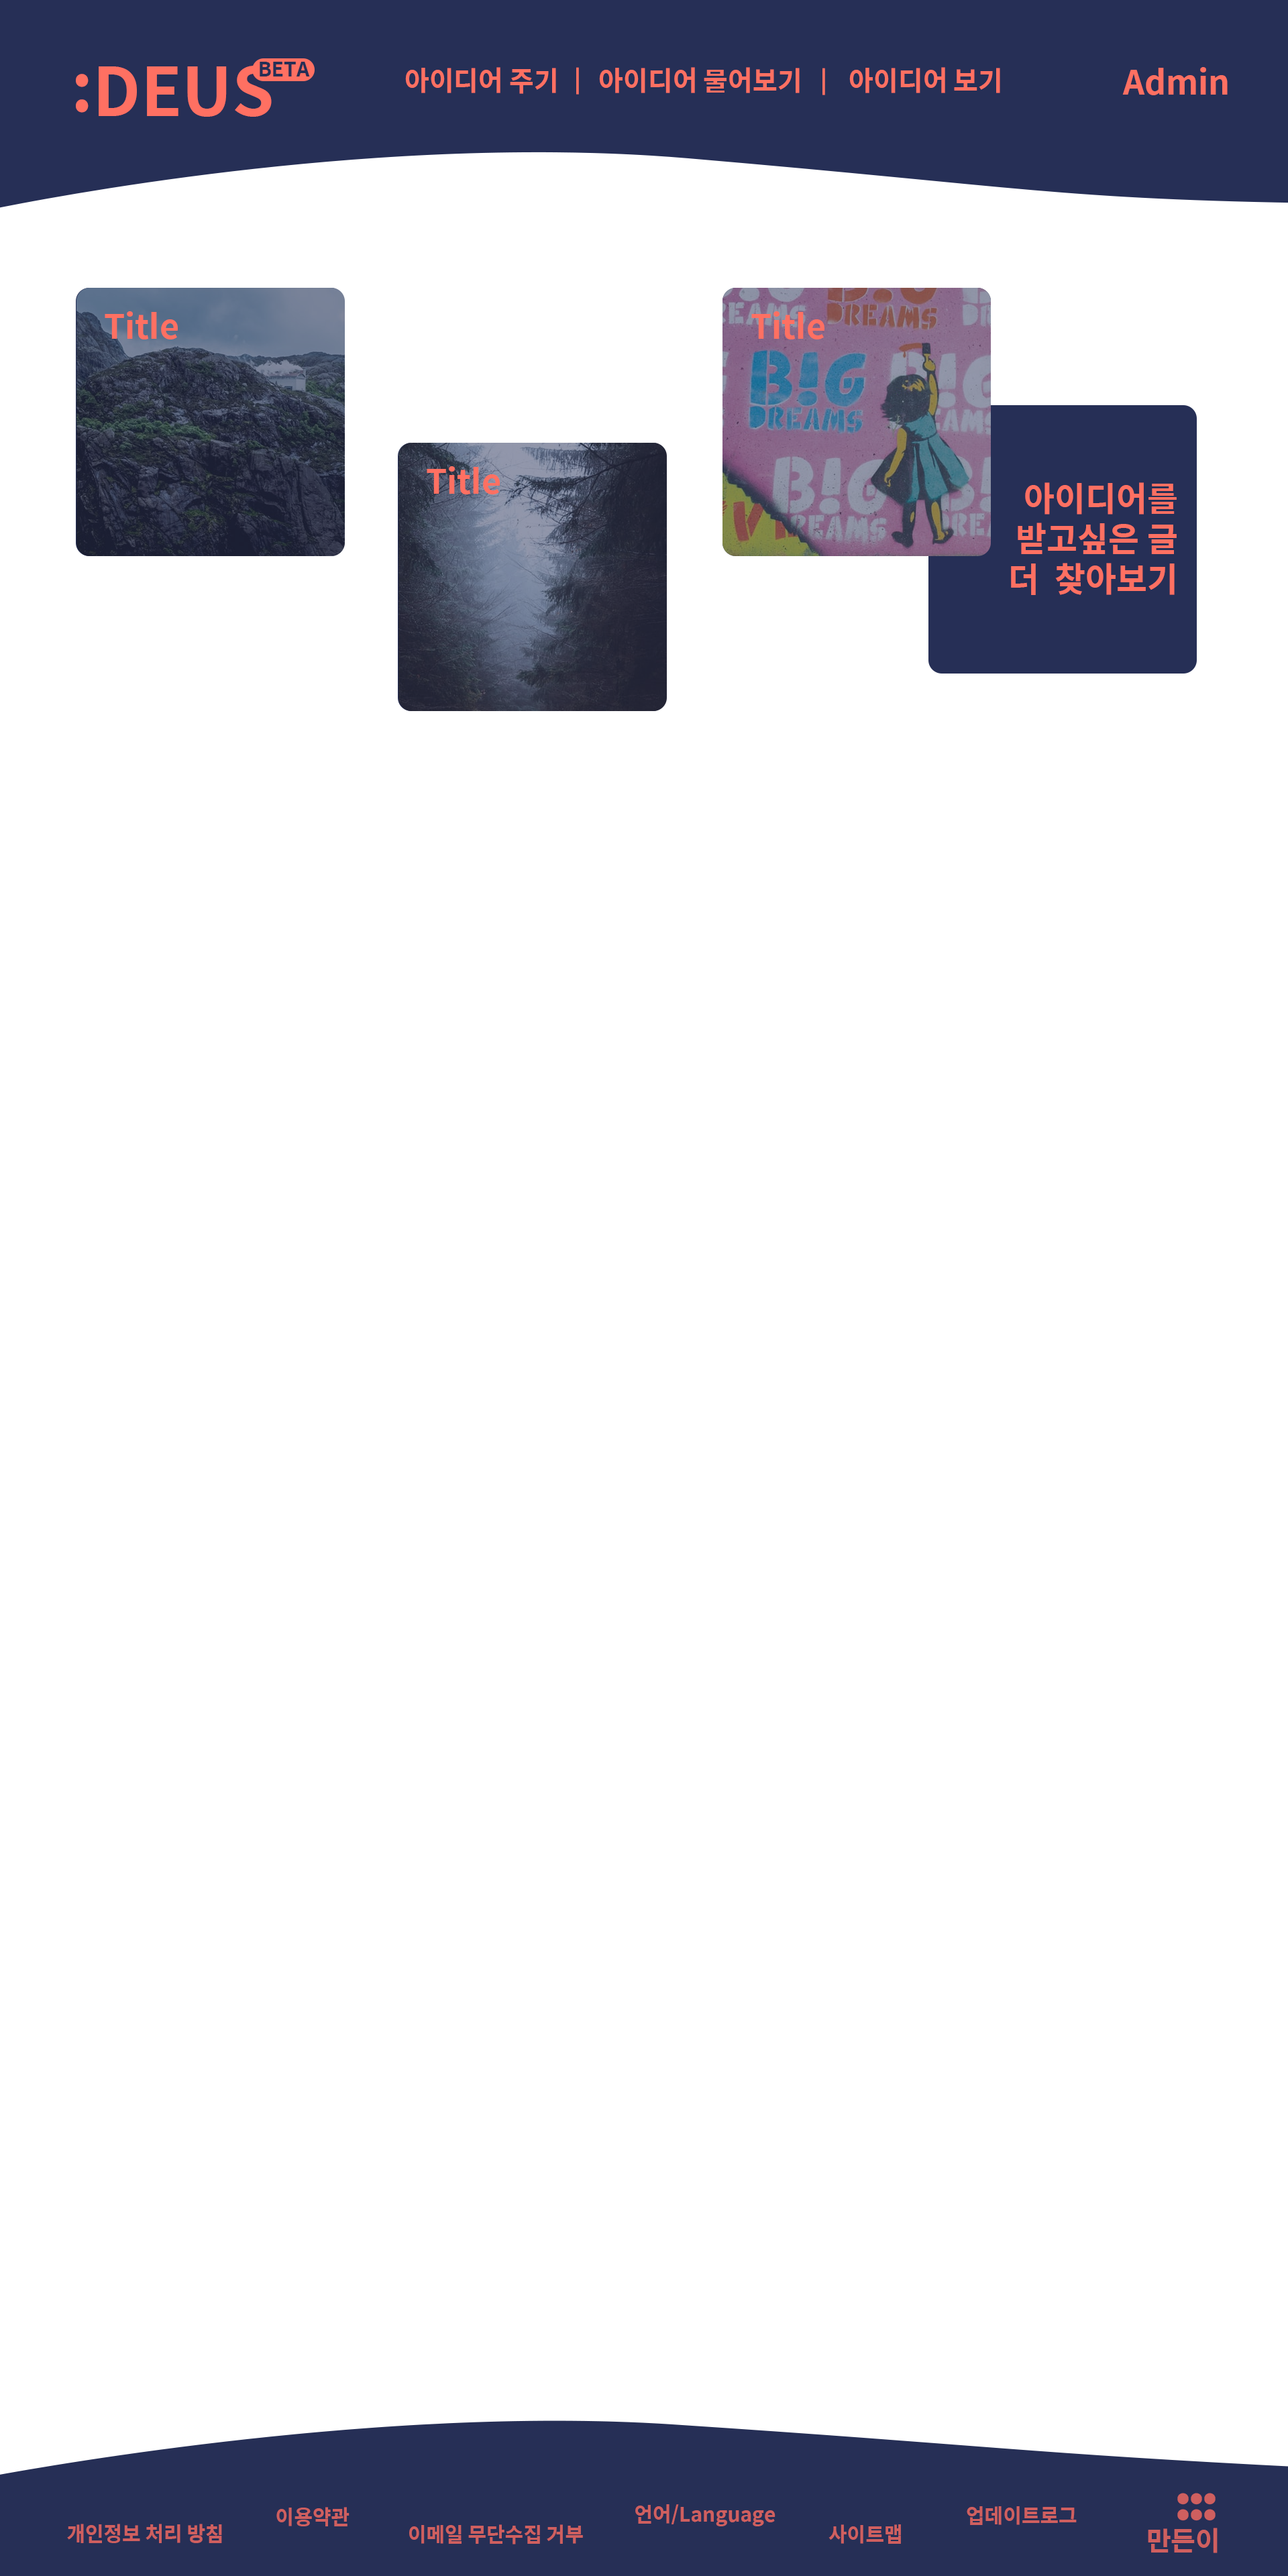 :DEUS BETA
아이디어 주기 | 아이디어 물어보기 | 아이디어 보기
Admin
Title
Title
Title
B!G
DREAMS
B!G
DREAMS
아이디어를
받고싶은 글
더 찾아보기
개인정보 처리 방침
이용약관
이메일 무단수집 거부
언어/Language
사이트맵
업데이트로그
만든이